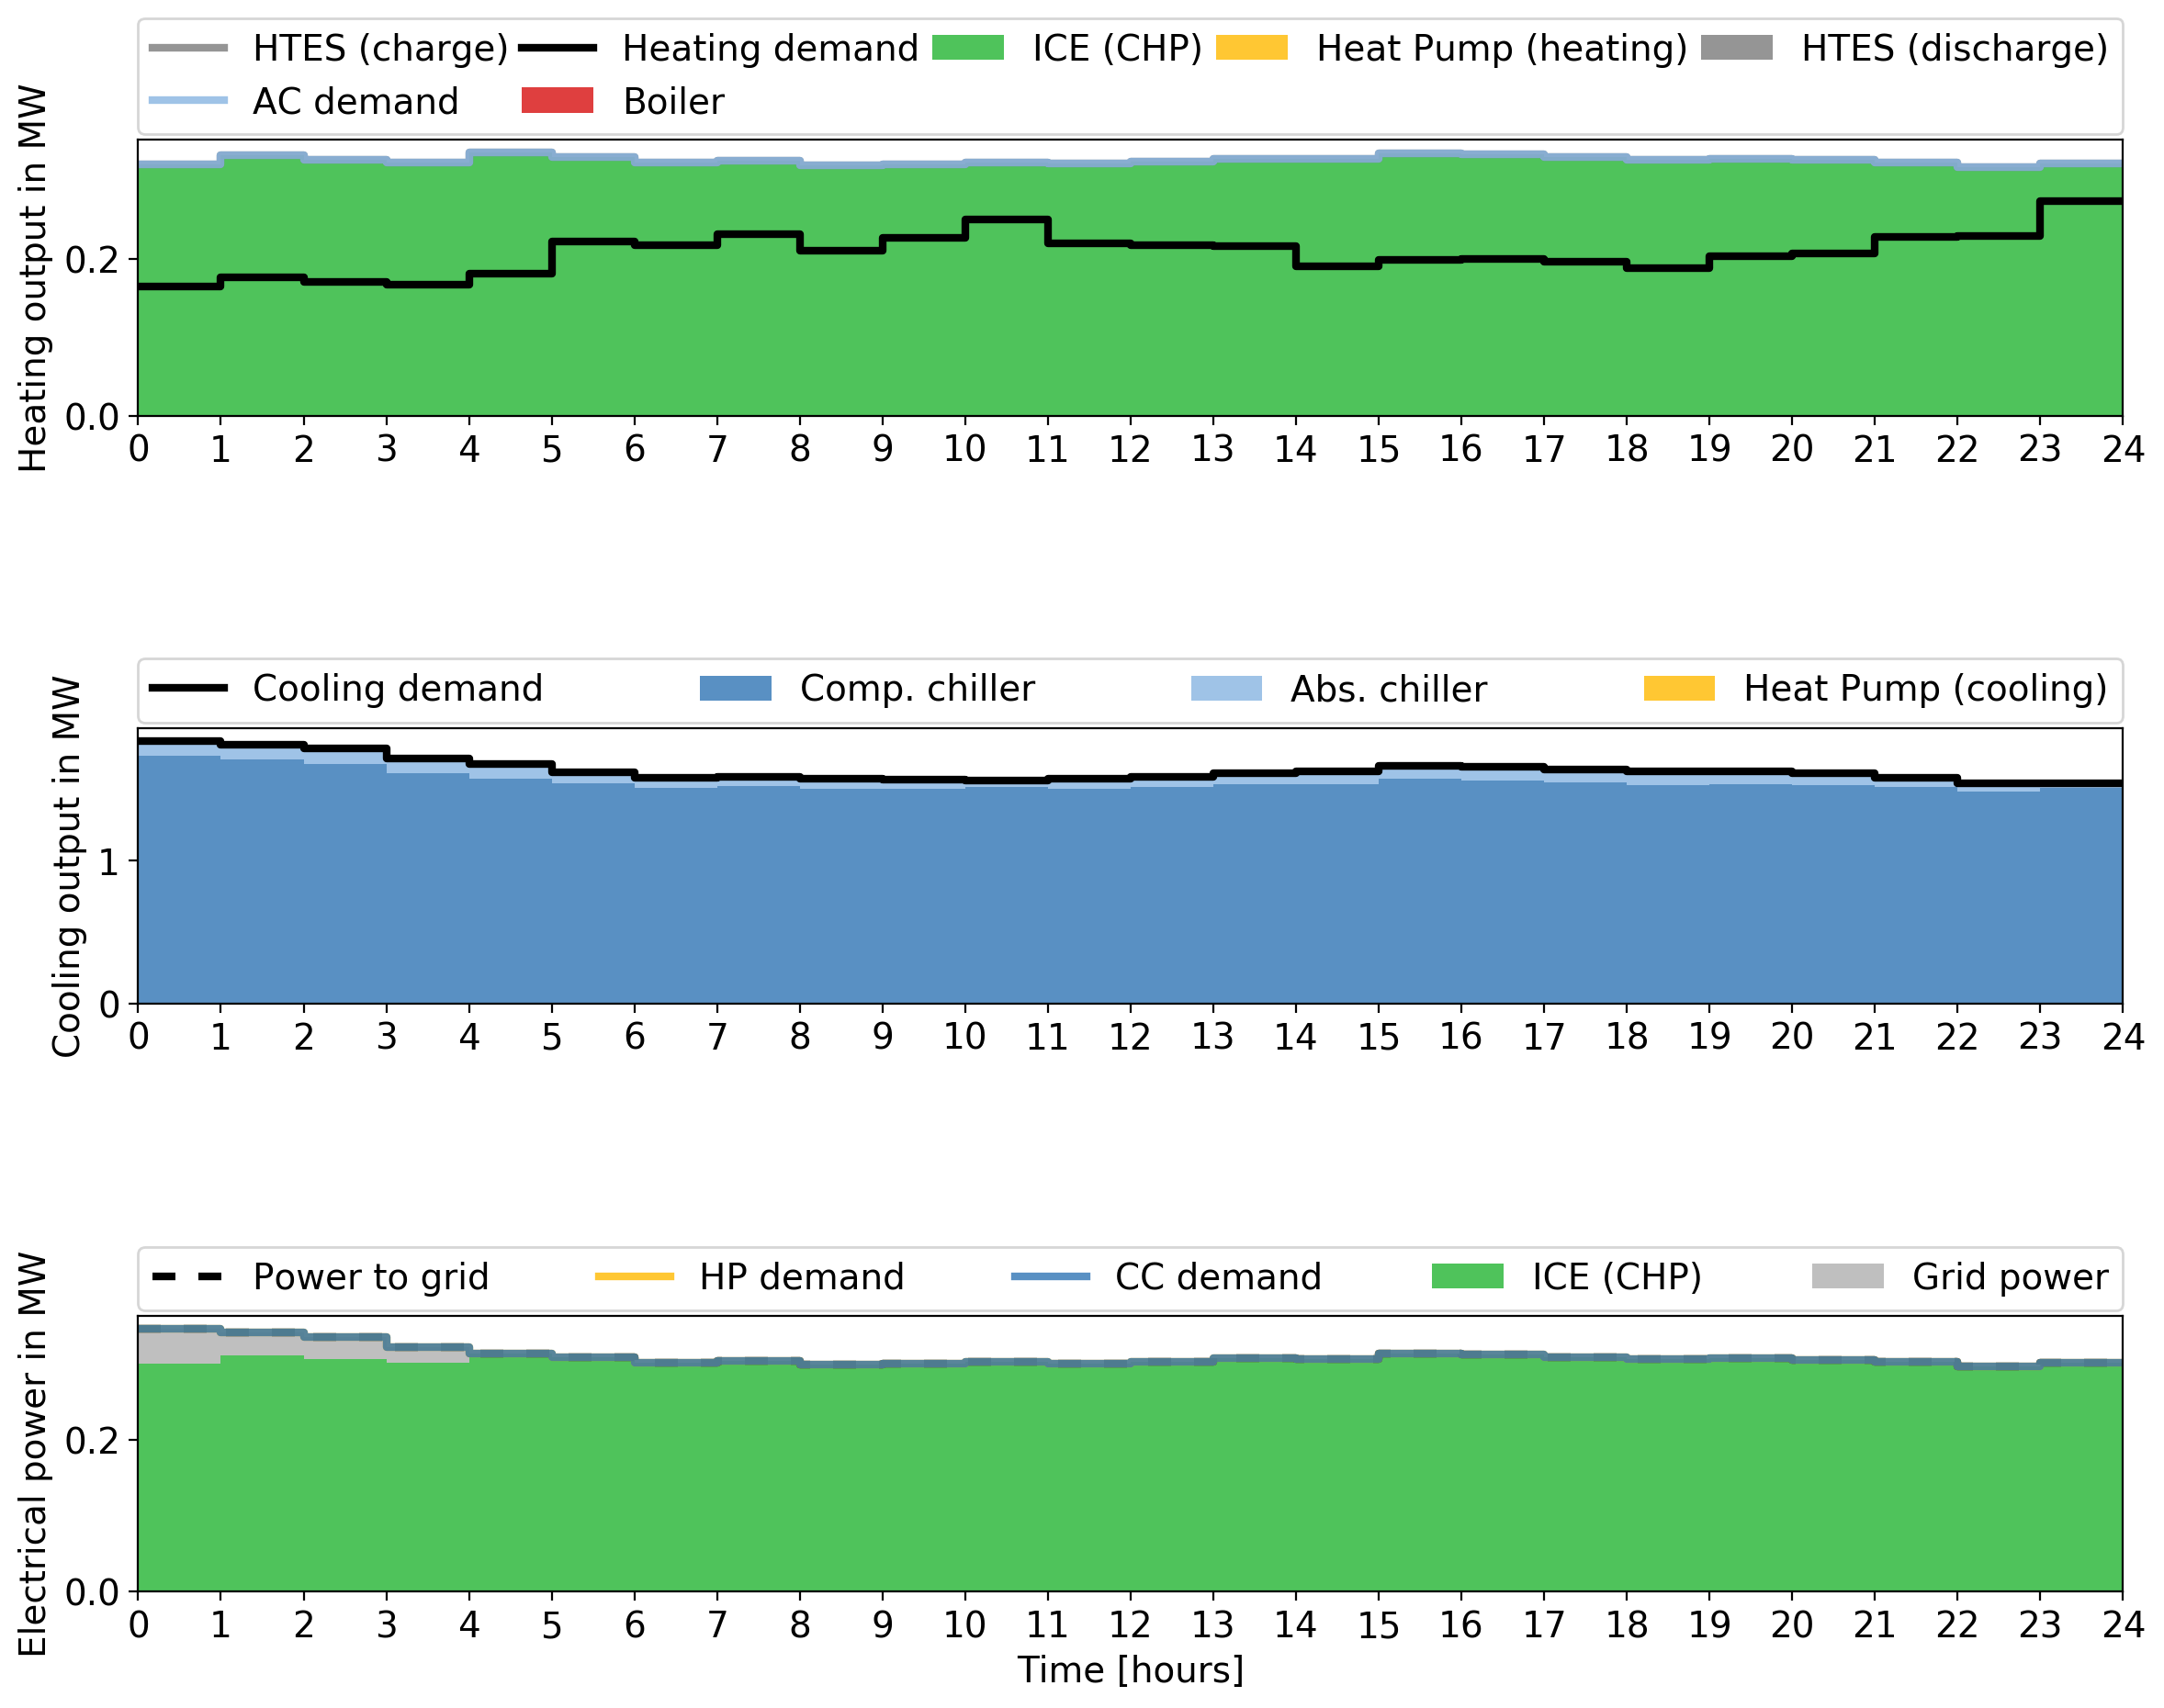 HTES (charge) Heating demand ICE (CHP) Heat Pump (heating) HTES (discharge)
AC demand Boiler
Heating output in MW
0.2
0.0
0 1 2 3 4 5 6 7 8 9 10 11 12 13 14 15 16 17 18 19 20 21 22 23 24
Cooling demand Comp. chiller Abs. chiller Heat Pump (cooling)
Cooling output in MW
1
0
0 1 2 3 4 5 6 7 8 9 10 11 12 13 14 15 16 17 18 19 20 21 22 23 24
Power to grid HP demand CC demand ICE (CHP) Grid power
Electrical power in MW
0.2
0.0
0 1 2 3 4 5 6 7 8 9 10 11 12 13 14 15 16 17 18 19 20 21 22 23 24
Time [hours]